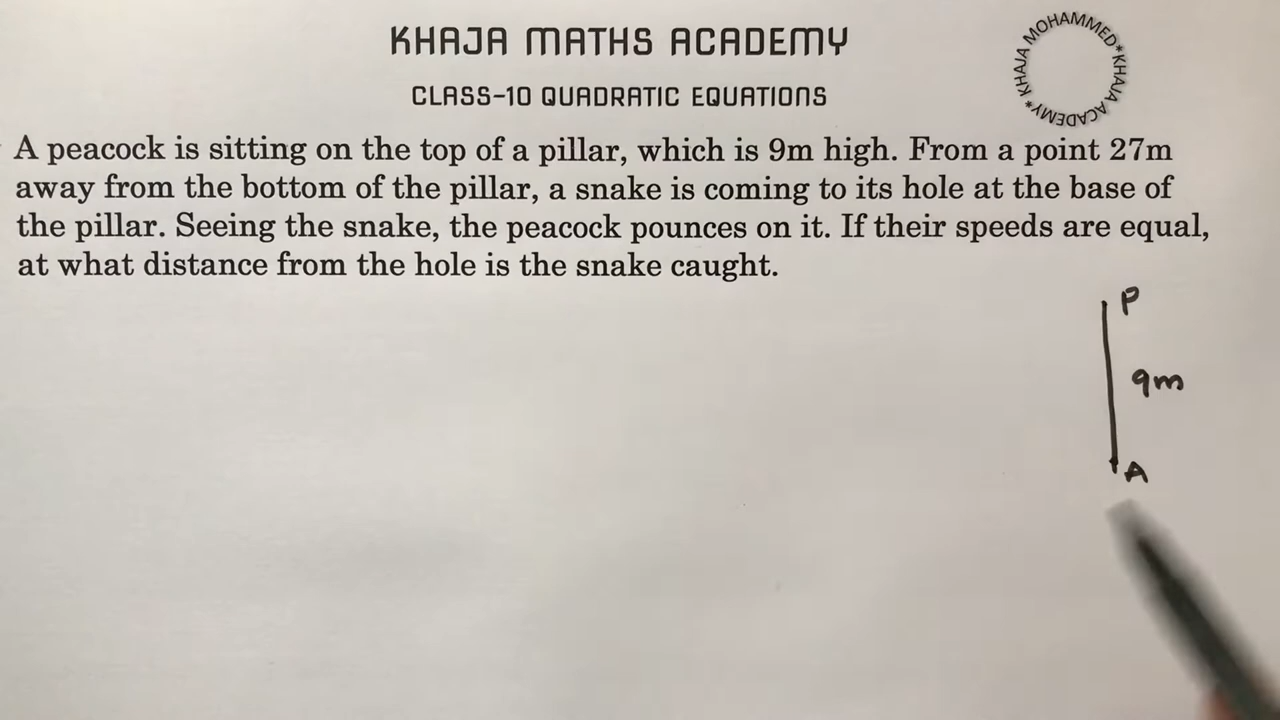 KHAJA MATHS ACADEMY
KHAJA MOHAMMED*KHAJA ACADEMY*
CLASS-10 QUADRATIC EQUATIONS
A peacock is sitting on the top of a pillar, which is 9m high. From a point 27m
away from the bottom of the pillar, a snake is coming to its hole at the base of
the pillar. Seeing the snake, the peacock pounces on it. If their speeds are equal,
at what distance from the hole is the snake caught.
P
9m
A